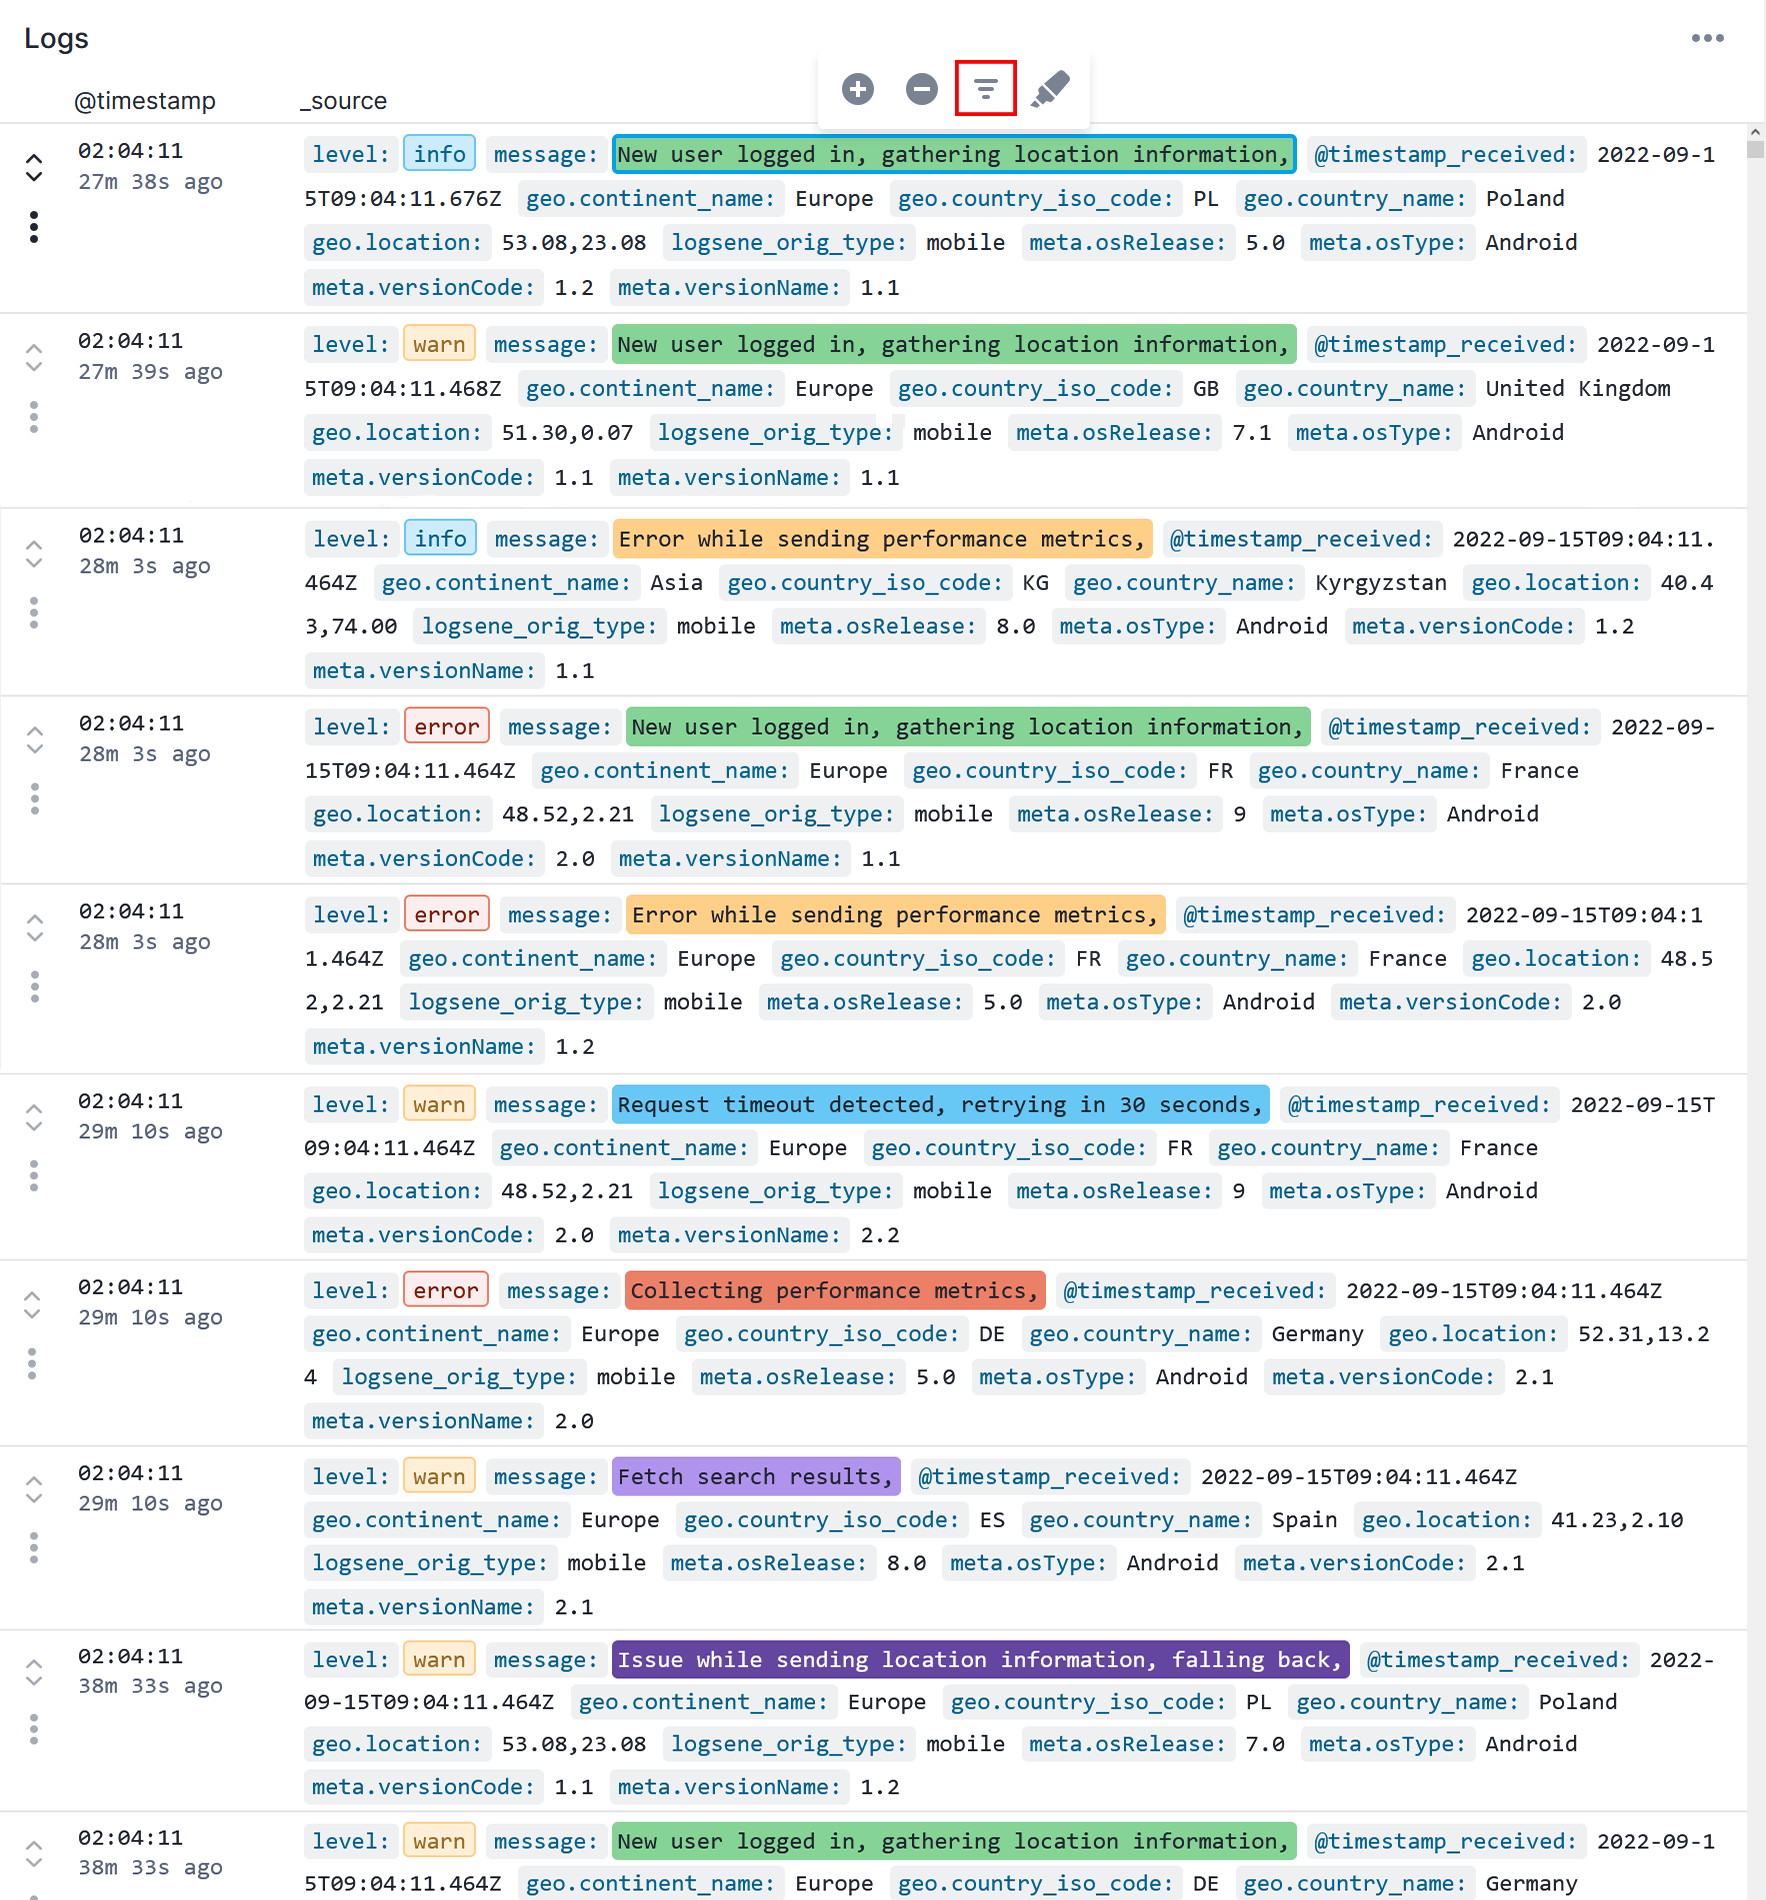 Logs
@timestamp _source
02:04:11 level: info message: New user logged in, gathering location information, @timestamp_received: 2022-09-1
27m 38s ago
5T09:04:11.676Z geo.continent_name: Europe geo.country_iso_code: PL geo.country_name: Poland
geo.location: 53.08,23.08 logsene_orig_type: mobile meta.osRelease: 5.0 meta.osType: Android
meta.versionCode: 1.2 meta.versionName: 1.1
02:04:11 level: warn message: New user logged in, gathering location information, @timestamp_received: 2022-09-1
27m 39s ago
5T09:04:11.468Z geo.continent_name: Europe geo.country_iso_code: GB geo.country_name: United Kingdom
geo.location: 51.30,0.07 logsene_orig_type: mobile meta.osRelease: 7.1 meta.osType: Android
meta.versionCode: 1.1 meta.versionName: 1.1
02:04:11 level: info message: Error while sending performance metrics, @timestamp_received: 2022-09-15T09:04:11.
28m 3s ago
464Z geo.continent_name: Asia geo.country_iso_code: KG geo.country_name: Kyrgyzstan geo.location: 40.4
3,74.00 logsene_orig_type: mobile meta.osRelease: 8.0 meta.osType: Android meta.versionCode: 1.2
meta.versionName: 1.1
02:04:11 level: error message: New user logged in, gathering location information, @timestamp_received: 2022-09-
28m 3s ago
15T09:04:11.464Z geo.continent_name: Europe geo.country_iso_code: FR geo.country_name: France
geo.location: 48.52,2.21 logsene_orig_type: mobile meta.osRelease: 9 meta.osType: Android
meta.versionCode: 2.0 meta.versionName: 1.1
02:04:11 level: error message: Error while sending performance metrics, @timestamp_received: 2022-09-15T09:04:1
28m 3s ago
1.464Z geo.continent_name: Europe geo.country_iso_code: FR geo.country_name: France geo.location: 48.5
2,2.21 logsene_orig_type: mobile meta.osRelease: 5.0 meta.osType: Android meta.versionCode: 2.0
meta.versionName: 1.2
02:04:11 level: warn message: Request timeout detected, retrying in 30 seconds, @timestamp_received: 2022-09-15T
29m 10s ago
09:04:11.464Z geo.continent_name: Europe geo.country_iso_code: FR geo.country_name: France
geo.location: 48.52,2.21 logsene_orig_type: mobile meta.osRelease: 9 meta.osType: Android
meta.versionCode: 2.0 meta.versionName: 2.2
02:04:11 level: error message: Collecting performance metrics, @timestamp_received: 2022-09-15T09:04:11.464Z
29m 10s ago
geo.continent_name: Europe geo.country_iso_code: DE geo.country_name: Germany geo.location: 52.31,13.2
4 logsene_orig_type: mobile meta.osRelease: 5.0 meta.osType: Android meta.versionCode: 2.1
meta.versionName: 2.0
02:04:11 level: warn message: Fetch search results, @timestamp_received: 2022-09-15T09:04:11.464Z
29m 10s ago
geo.continent_name: Europe geo.country_iso_code: ES geo.country_name: Spain geo.location: 41.23,2.10
logsene_orig_type: mobile meta.osRelease: 8.0 meta.osType: Android meta.versionCode: 2.1
meta.versionName: 2.1
02:04:11 level: warn message: Issue while sending location information, falling back, @timestamp_received: 2022-
38m 33s ago
09-15T09:04:11.464Z geo.continent_name: Europe geo.country_iso_code: PL geo.country_name: Poland
geo.location: 53.08,23.08 logsene_orig_type: mobile meta.osRelease: 7.0 meta.osType: Android
meta.versionCode: 1.1 meta.versionName: 1.2
02:04:11 level: warn message: New user logged in, gathering location information, @timestamp_received: 2022-09-1
38m 33s ago
5T09:04:11.464Z geo.continent_name: Europe geo.country_iso_code: DE geo.country_name: Germany